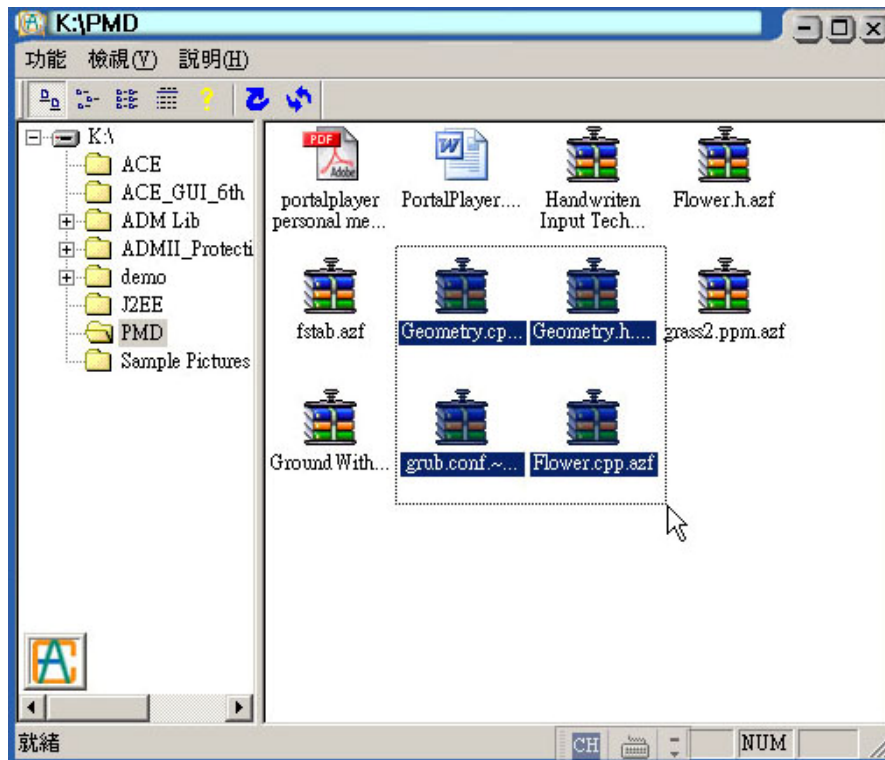 K:\PMD
功能 檢視(V) 說明(H)
K:\
ACE
ACE_GUI_6th
ADM Lib
ADMII_Protecti
demo
J2EE
PMD
Sample Pictures
PDF
Adobe
portalplayer
personal me...
W
PortalPlayer....
Handwriten
Input Tech...
Flower.h.azf
fstab.azf
Geometry.cp...
Geometry.h....
grass2.ppm.azf
Ground With...
grub.conf.~...
Flower.cpp.azf
就緒
CH
NUM